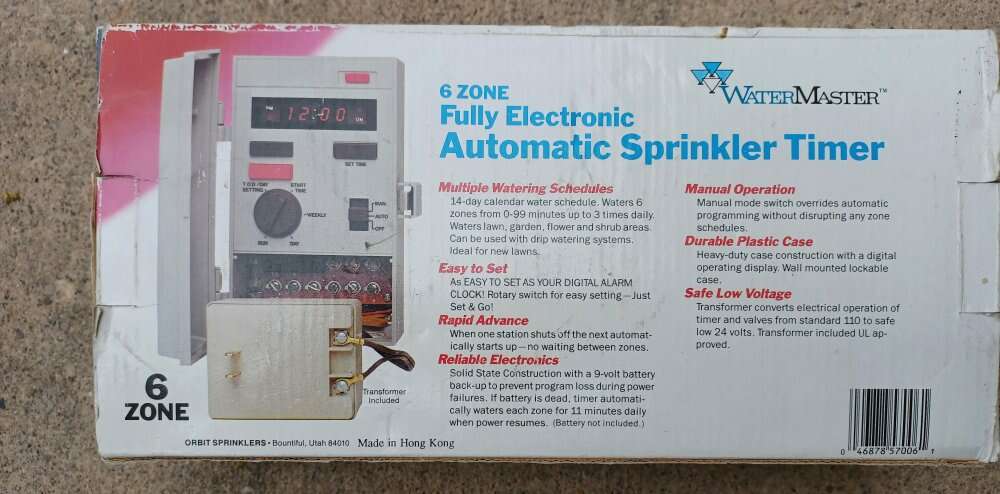 6 ZONE
Fully Electronic
Automatic Sprinkler Timer
WATERMASTER™
Multiple Watering Schedules
14-day calendar water schedule. Waters 6
zones from 0-99 minutes up to 3 times daily.
Waters lawn, garden, flower and shrub areas.
Can be used with drip watering systems.
Ideal for new lawns.
Easy to Set
As EASY TO SET AS YOUR DIGITAL ALARM
CLOCK! Rotary switch for easy setting—Just
Set & Go!
Rapid Advance
When one station shuts off the next automat-
ically starts up—no waiting between zones.
Reliable Electronics
Solid State Construction with a 9-volt battery
back-up to prevent program loss during power
failures. If battery is dead, timer automati-
cally waters each zone for 11 minutes daily
when power resumes. (Battery not included.)
Manual Operation
Manual mode switch overrides automatic
programming without disrupting any zone
schedules.
Durable Plastic Case
Heavy-duty case construction with a digital
operating display. Wall mounted lockable
case.
Safe Low Voltage
Transformer converts electrical operation of
timer and valves from standard 110 to safe
low 24 volts. Transformer included UL ap-
proved.
12:00
SET TIME
START
TIME
WEEKLY
MAN.
AUTO
OFF
6
ZONE
Transformer
Included
ORBIT SPRINKLERS • Bountiful, Utah 84010 Made in Hong Kong
0 46878 57006 1